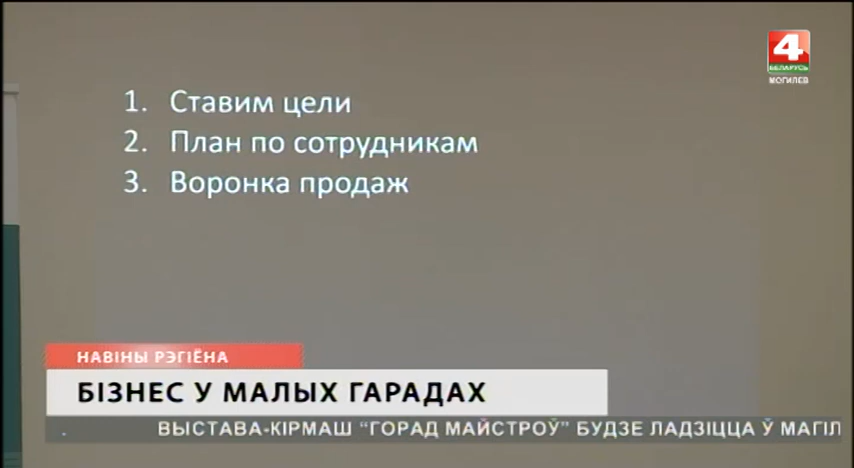 4
БЕЛАРУСЬ
МОГИЛЕВ
1. Ставим цели
2. План по сотрудникам
3. Воронка продаж
НАВІНЫ РЭГІЁНА
БІЗНЕС У МАЛЫХ ГАРАДАХ
. ВЫСТАВА-КІРМАШ “ГОРАД МАЙСТРОЎ” БУДЗЕ ЛАДЗІЦЦА Ў МАГІЛ